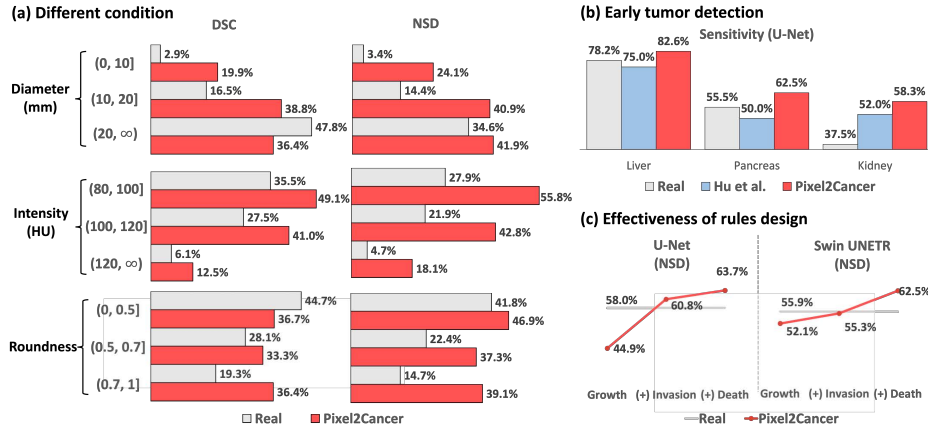 (a) Different condition
DSC
NSD
Diameter
(mm)
(0, 10]
2.9%
19.9%
3.4%
24.1%
(10, 20]
16.5%
38.8%
14.4%
40.9%
(20, ∞)
47.8%
36.4%
34.6%
41.9%
Intensity
(HU)
(80, 100]
35.5%
49.1%
27.9%
55.8%
(100, 120]
27.5%
41.0%
21.9%
42.8%
(120, ∞)
6.1%
12.5%
4.7%
18.1%
Roundness
(0, 0.5]
44.7%
36.7%
41.8%
46.9%
(0.5, 0.7]
28.1%
33.3%
22.4%
37.3%
(0.7, 1]
19.3%
36.4%
14.7%
39.1%
Real Pixel2Cancer
(b) Early tumor detection
Sensitivity (U-Net)
78.2% 75.0% 82.6%
55.5% 50.0% 62.5%
37.5% 52.0% 58.3%
Liver Pancreas Kidney
Real Hu et al. Pixel2Cancer
(c) Effectiveness of rules design
U-Net
(NSD)
58.0%
44.9%
60.8%
63.7%
Growth (+) Invasion (+) Death
Swin UNETR
(NSD)
55.9%
52.1%
55.3%
62.5%
Growth (+) Invasion (+) Death
Real Pixel2Cancer